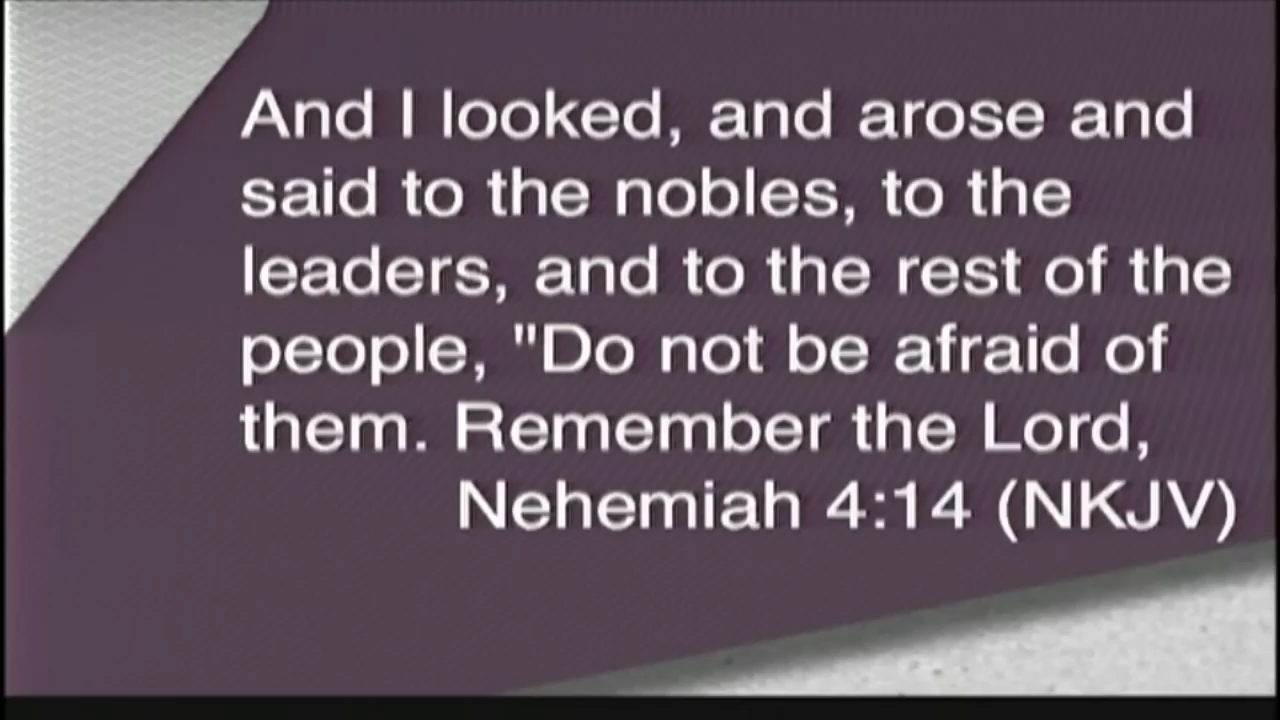 And I looked, and arose and
said to the nobles, to the
leaders, and to the rest of the
people, "Do not be afraid of
them. Remember the Lord,
Nehemiah 4:14 (NKJV)